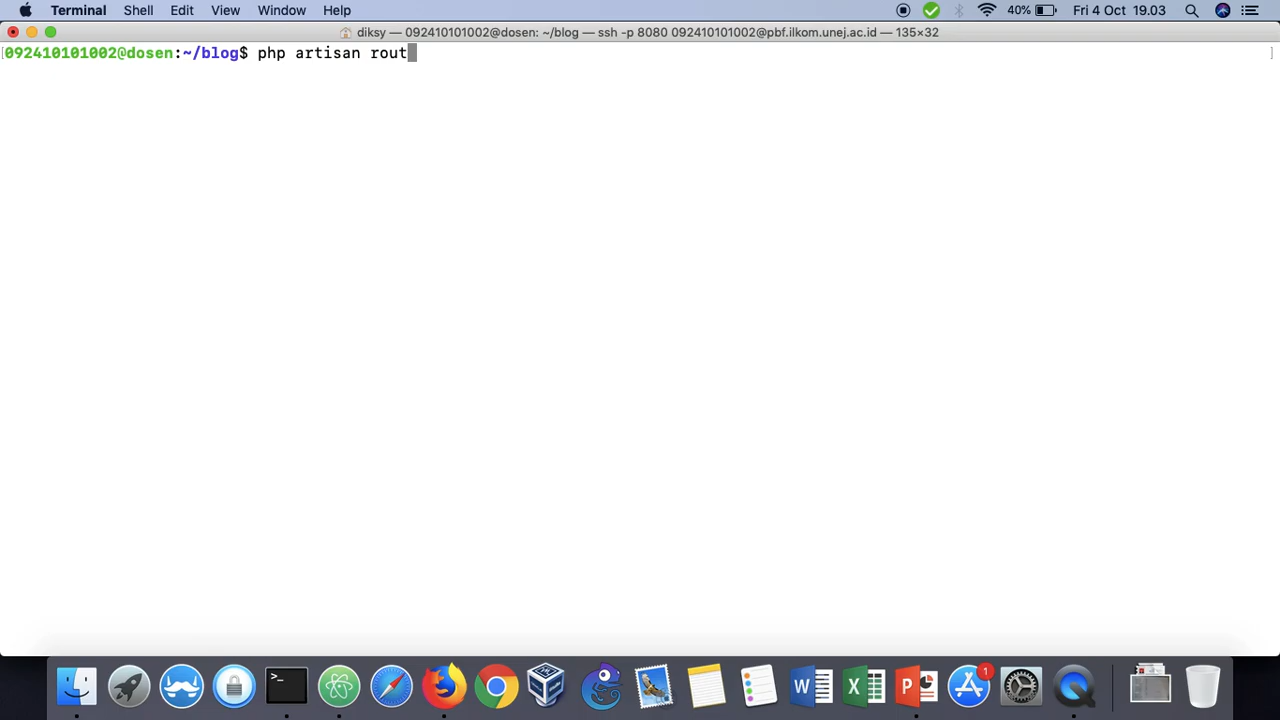 Terminal Shell Edit View Window Help 40% Fri 4 Oct 19.03
diksy — 092410101002@dosen: ~/blog — ssh -p 8080 092410101002@pbf.ilkom.unej.ac.id — 135×32
[092410101002@dosen:~/blog$ php artisan rout ]
>_ W X P 1